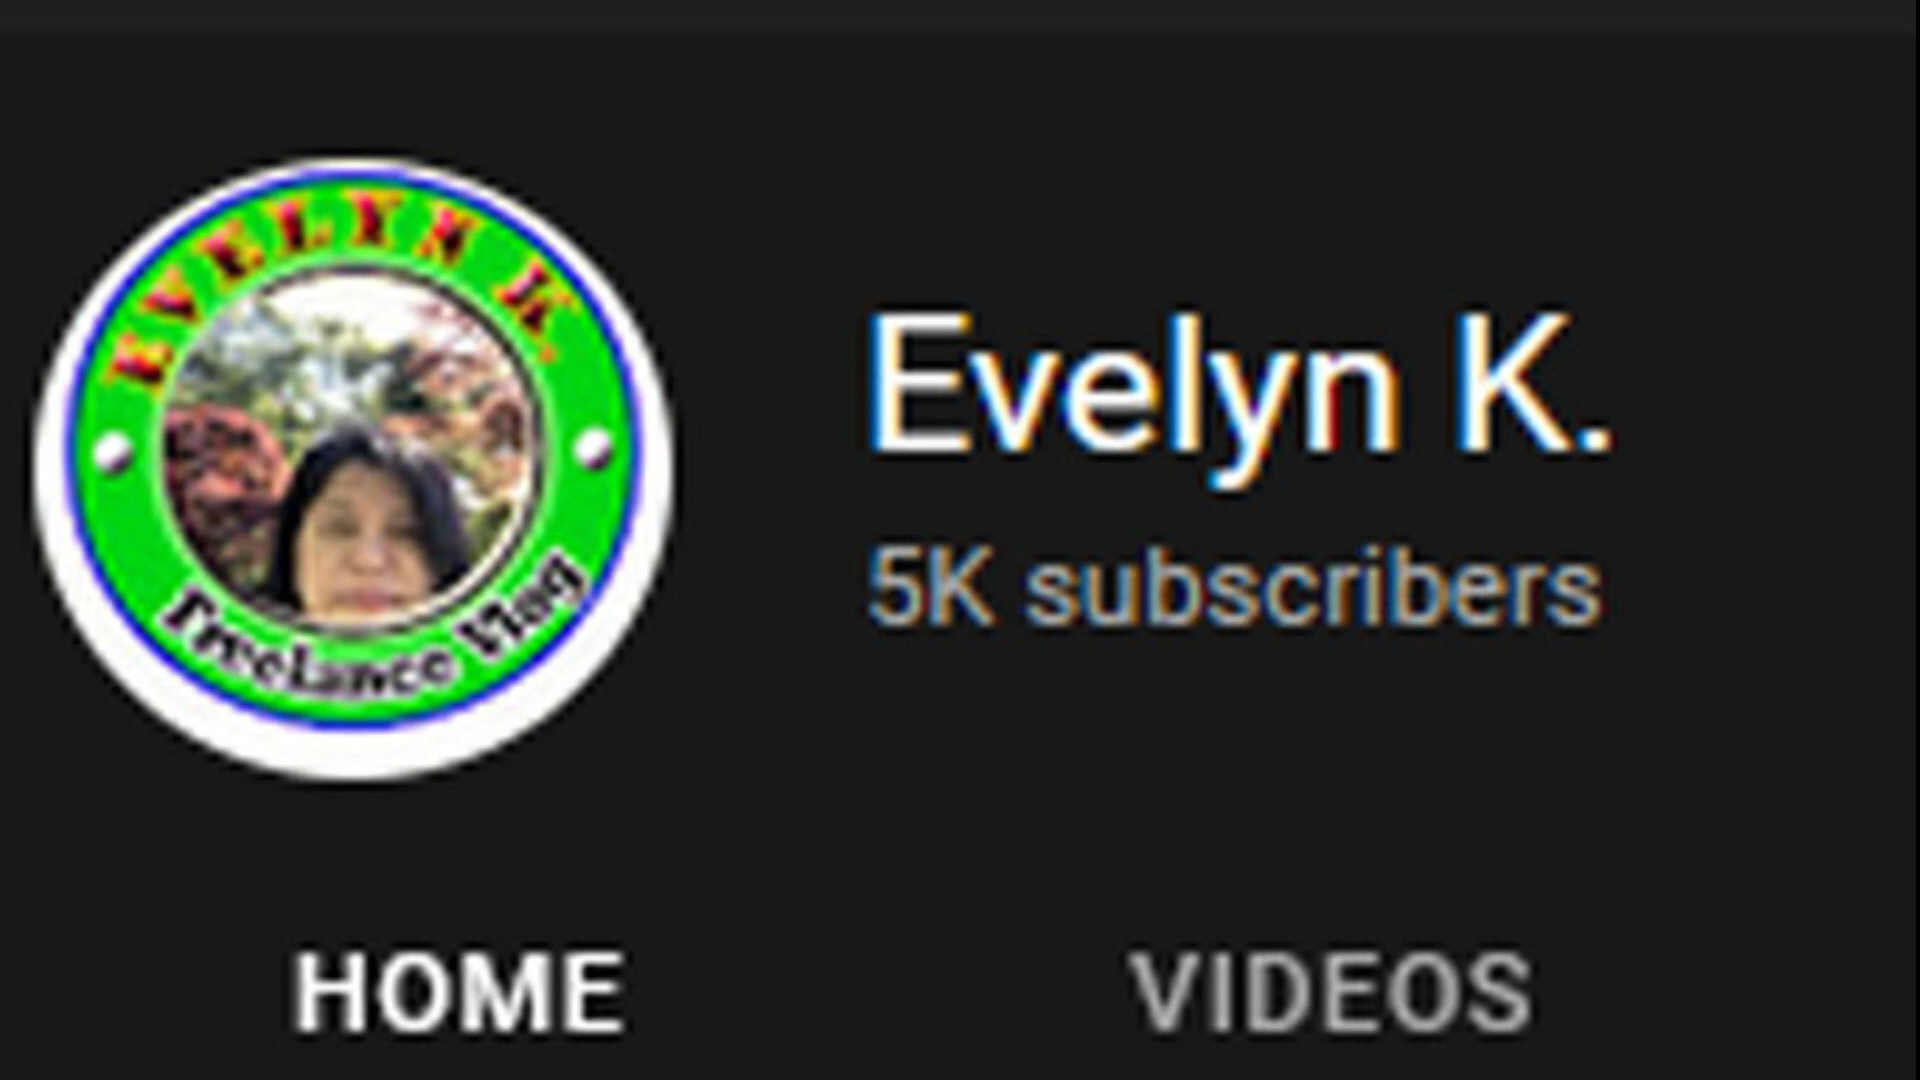 EVELYN K.
Freelance Vlog
Evelyn K.
5K subscribers
HOME
VIDEOS